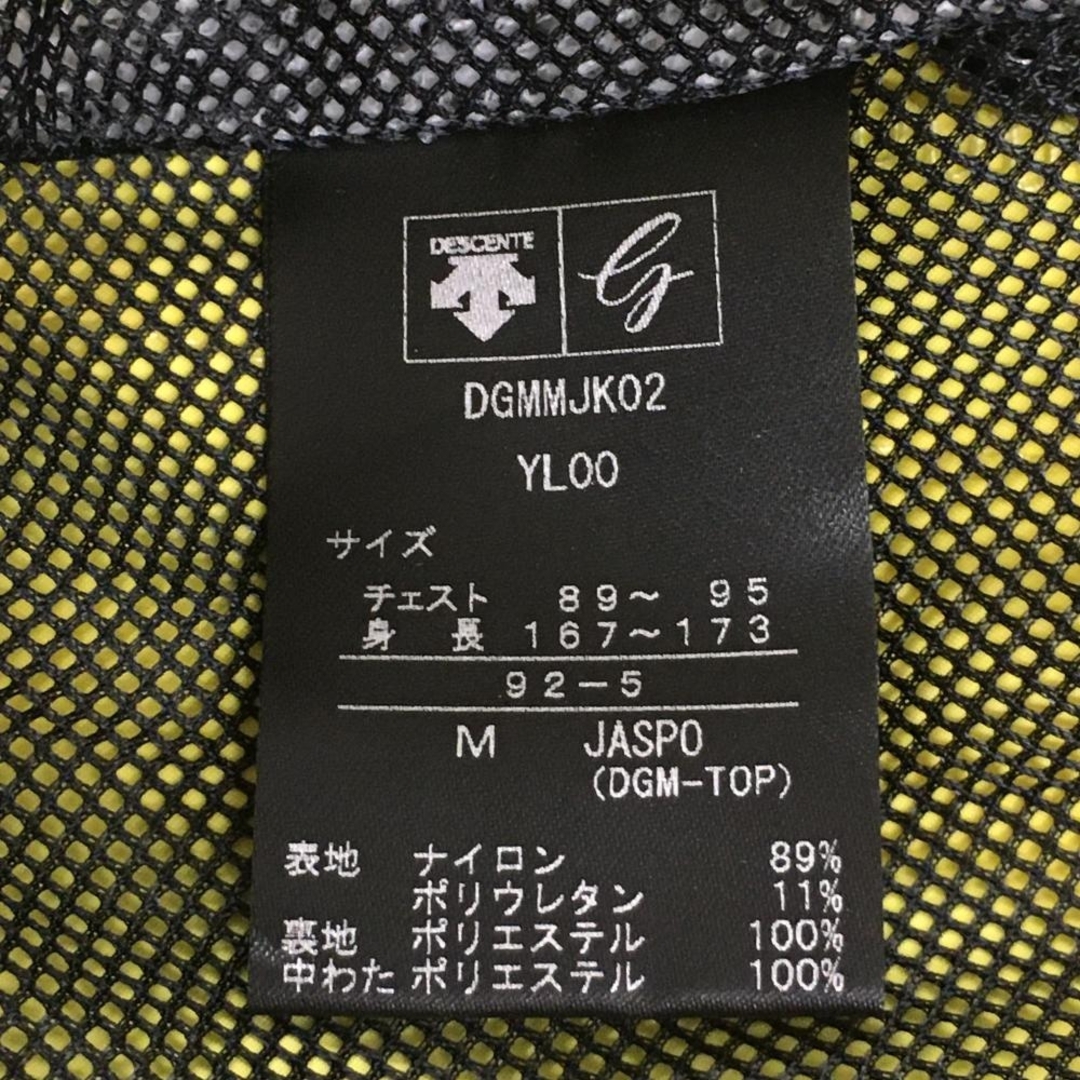 DESCENTE G
DGMMJK02
YL00
サイズ
チェスト 89～ 95
身 長 167～173
92-5
M JASPO
(DGM-TOP)
表地 ナイロン 89%
ポリウレタン 11%
裏地 ポリエステル 100%
中わた ポリエステル 100%